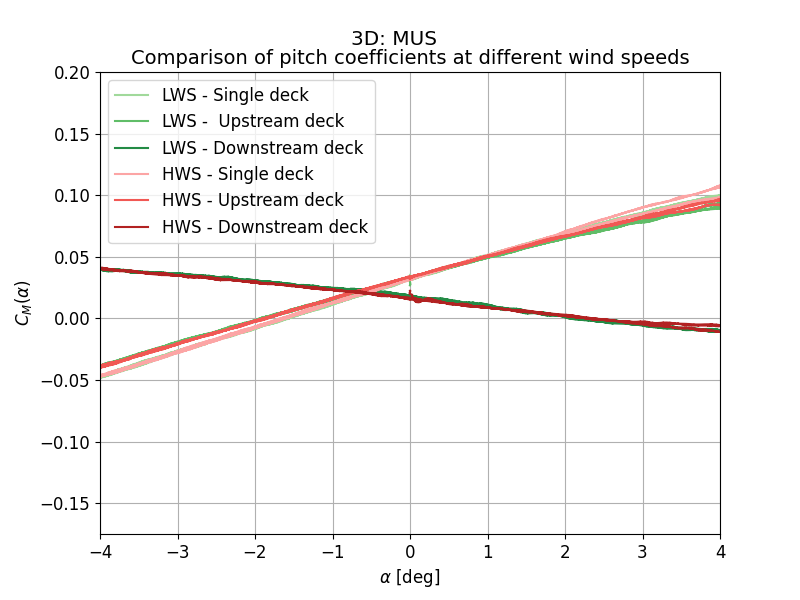 3D: MUS
Comparison of pitch coefficients at different wind speeds
LWS - Single deck
LWS -  Upstream deck
LWS - Downstream deck
HWS - Single deck
HWS - Upstream deck
HWS - Downstream deck
0.20
0.15
0.10
0.05
0.00
−0.05
−0.10
−0.15
C_M(α)
−4 −3 −2 −1 0 1 2 3 4
α [deg]